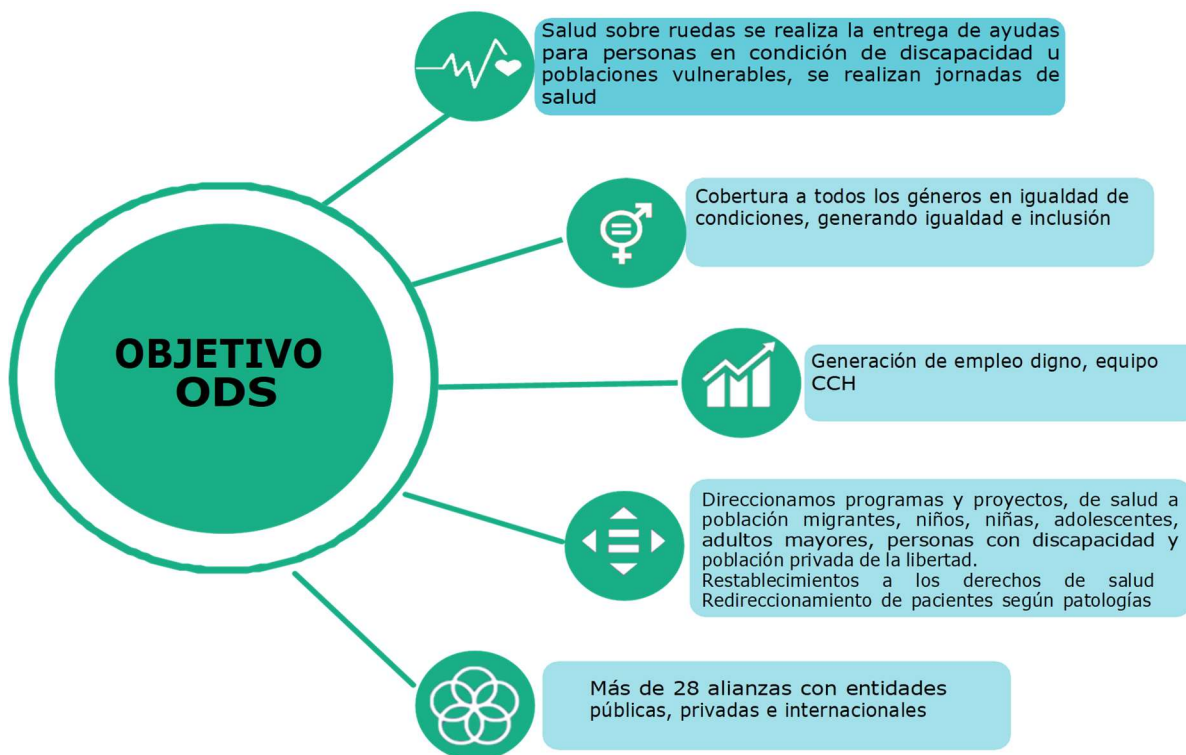 Salud sobre ruedas se realiza la entrega de ayudas
para personas en condición de discapacidad u
poblaciones vulnerables, se realizan jornadas de
salud
Cobertura a todos los géneros en igualdad de
condiciones, generando igualdad e inclusión
OBJETIVO
ODS
Generación de empleo digno, equipo
CCH
Direccionamos programas y proyectos, de salud a
población migrantes, niños, niñas, adolescentes,
adultos mayores, personas con discapacidad y
población privada de la libertad.
Restablecimientos a los derechos de salud
Redireccionamiento de pacientes según patologías
Más de 28 alianzas con entidades
públicas, privadas e internacionales